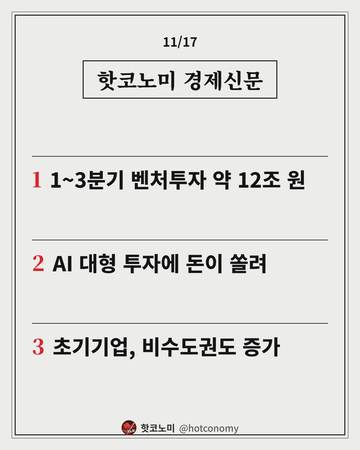 11/17
핫코노미 경제신문
1 1~3분기 벤처투자 약 12조 원
2 AI 대형 투자에 돈이 쏠려
3 초기기업, 비수도권도 증가
핫코노미 @hotconomy